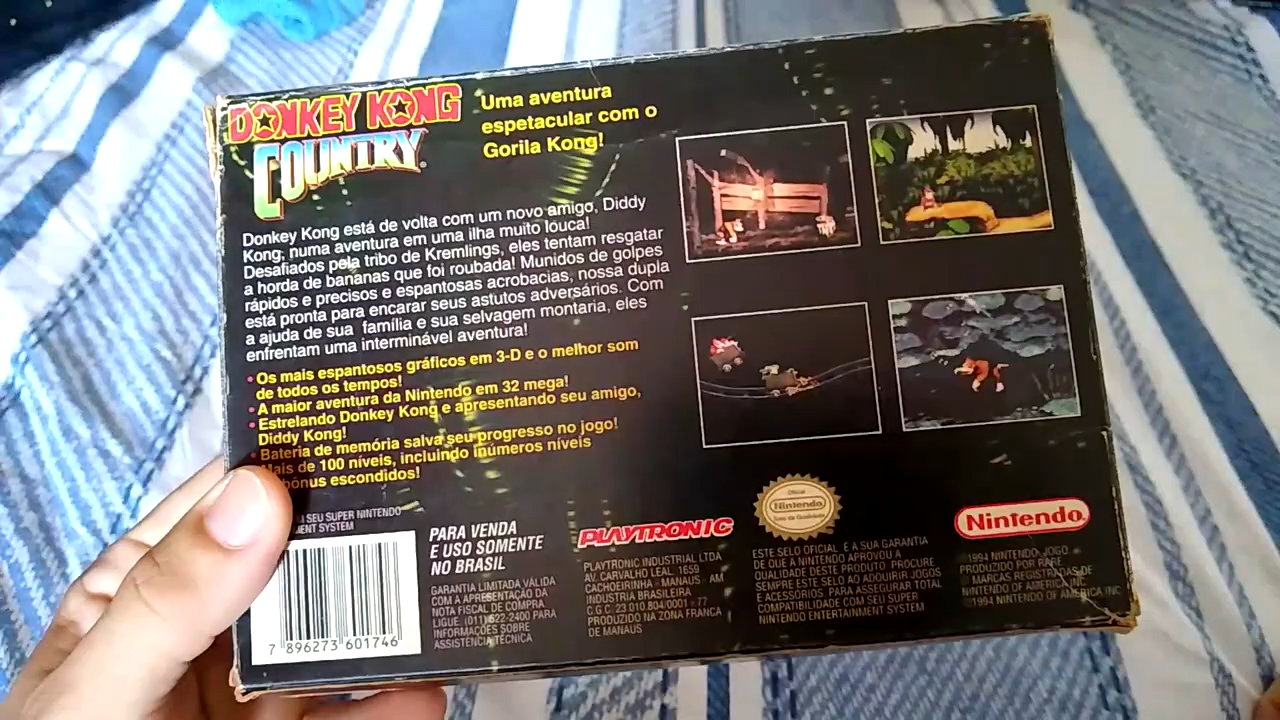 DONKEY KONG
COUNTRY
Uma aventura
espetacular com o
Gorila Kong!
Donkey Kong está de volta com um novo amigo, Diddy
Kong, numa aventura em uma ilha muito louca!
Desafiados pela tribo de Kremlings, eles tentam resgatar
a horda de bananas que foi roubada! Munidos de golpes
rápidos e precisos e espantosas acrobacias, nossa dupla
está pronta para encarar seus astutos adversários. Com
a ajuda de sua família e sua selvagem montaria, eles
enfrentam uma interminável aventura!
• Os mais espantosos gráficos em 3-D e o melhor som
de todos os tempos!
• A maior aventura da Nintendo em 32 mega!
• Estrelando Donkey Kong e apresentando seu amigo,
Diddy Kong!
• Bateria de memória salva seu progresso no jogo!
• Mais de 100 níveis, incluindo inúmeros níveis
bônus escondidos!
SEU SUPER NINTENDO
SYSTEM
7 896273 601746
PARA VENDA
E USO SOMENTE
NO BRASIL
GARANTIA LIMITADA VÁLIDA
COM A APRESENTAÇÃO DA
NOTA FISCAL DE COMPRA.
LIGUE: (011) 622-2400 PARA
INFORMAÇÕES SOBRE
ASSISTÊNCIA TÉCNICA
PLAYTRONIC
PLAYTRONIC INDUSTRIAL LTDA
AV. CARVALHO LEAL, 1659
CACHOEIRINHA - MANAUS - AM
INDÚSTRIA BRASILEIRA
C.G.C. 23.010.804/0001-77
PRODUZIDO NA ZONA FRANCA
DE MANAUS
Oficial
Nintendo
Selo de Qualidade
ESTE SELO OFICIAL É A SUA GARANTIA
DE QUE A NINTENDO APROVOU A
QUALIDADE DESTE PRODUTO. PROCURE
SEMPRE ESTE SELO AO ADQUIRIR JOGOS
E ACESSÓRIOS PARA ASSEGURAR TOTAL
COMPATIBILIDADE COM SEU SUPER
NINTENDO ENTERTAINMENT SYSTEM
Nintendo
©1994 NINTENDO, JOGO
PRODUZIDO POR RARE
MARCAS REGISTRADAS DE
NINTENDO OF AMERICA INC.
©1994 NINTENDO OF AMERICA INC.